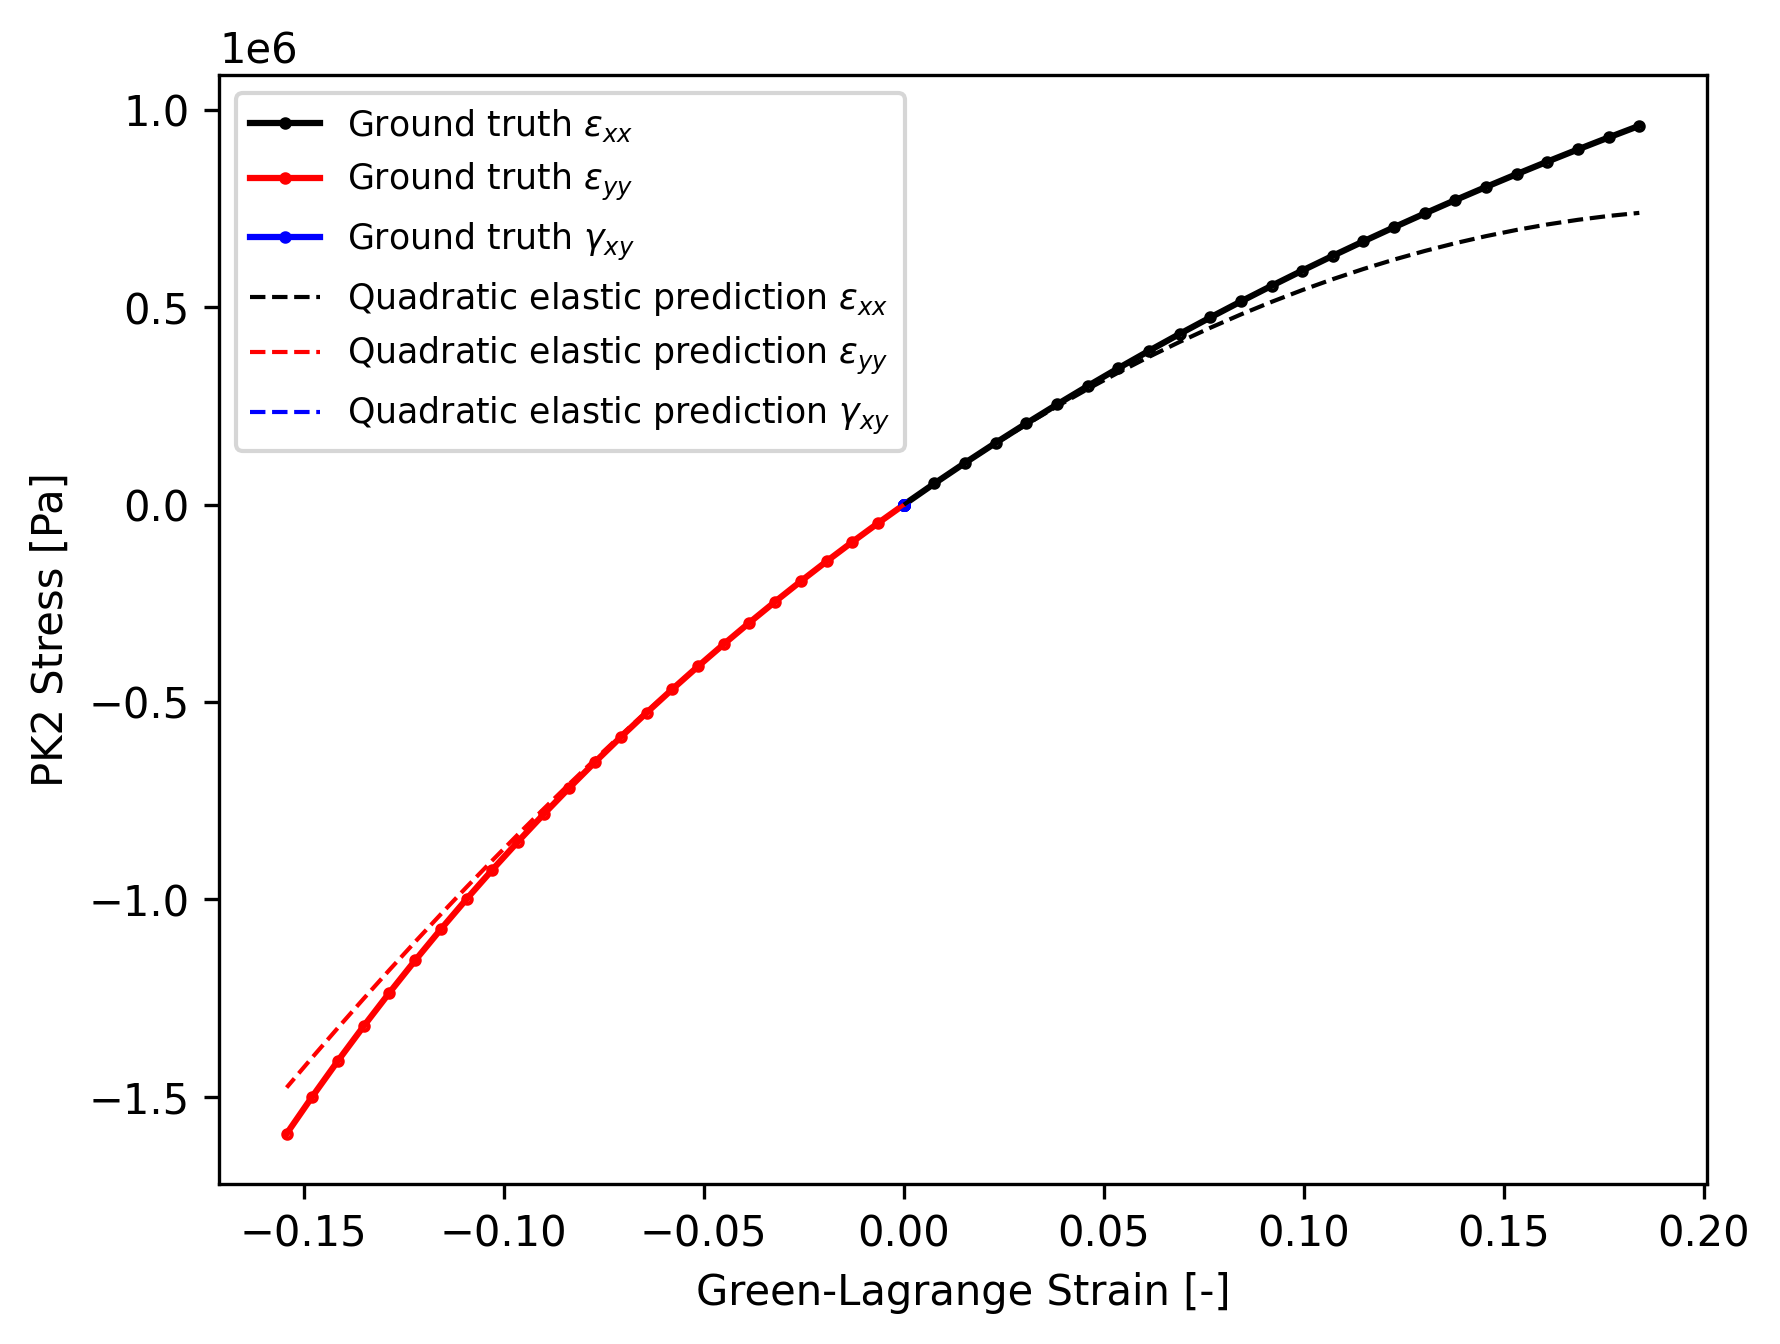 1e6
1.0
0.5
0.0
−0.5
−1.0
−1.5
PK2 Stress [Pa]
Ground truth εxx
Ground truth εyy
Ground truth γxy
Quadratic elastic prediction εxx
Quadratic elastic prediction εyy
Quadratic elastic prediction γxy
−0.15 −0.10 −0.05 0.00 0.05 0.10 0.15 0.20
Green-Lagrange Strain [-]